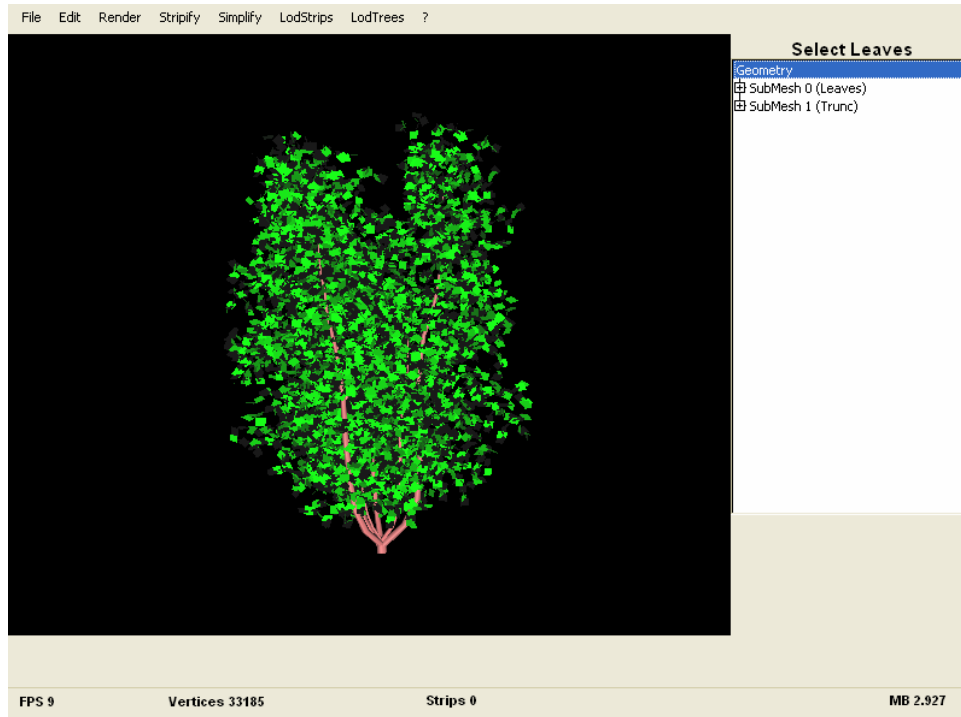 File Edit Render Stripify Simplify LodStrips LodTrees ?
Select Leaves
Geometry
SubMesh 0 (Leaves)
SubMesh 1 (Trunc)
FPS 9 Vertices 33185 Strips 0 MB 2.927